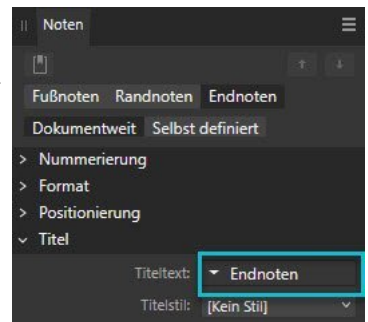 Noten
Fußnoten Randnoten Endnoten
Dokumentweit Selbst definiert
> Nummerierung
> Format
> Positionierung
Titel
Titeltext: Endnoten
Titelstil: [Kein Stil]